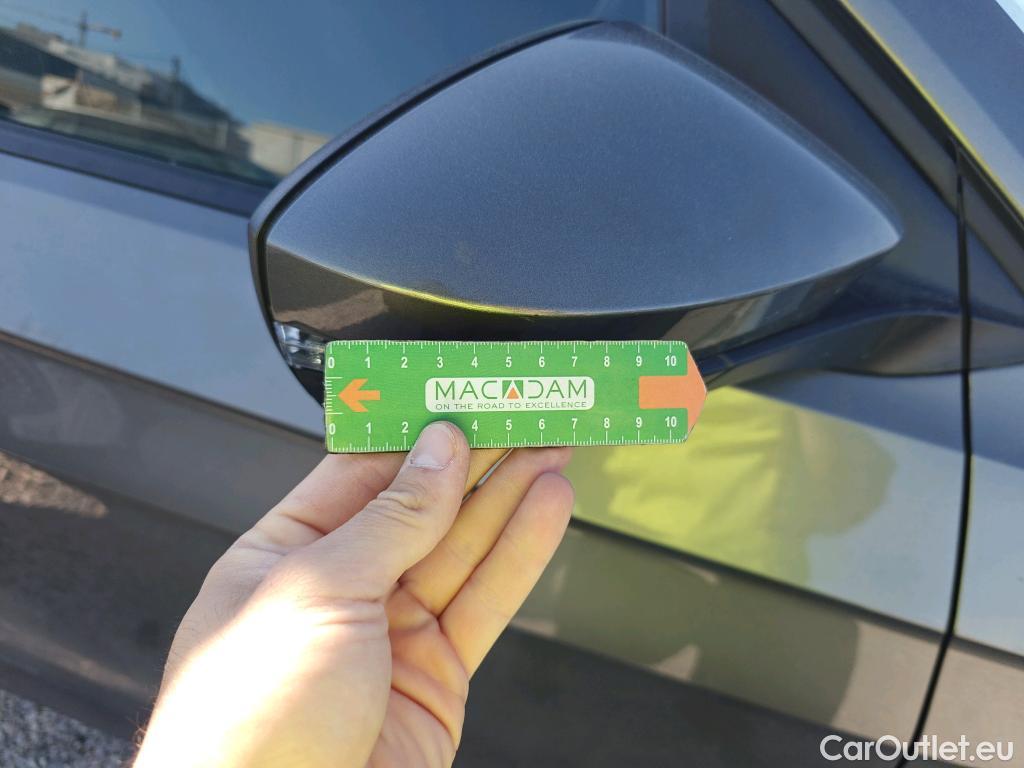 0 1 2 3 4 5 6 7 8 9 10
MACADAM
ON THE ROAD TO EXCELLENCE
0 1 2 4 5 6 7 8 9 10
CarOutlet.eu